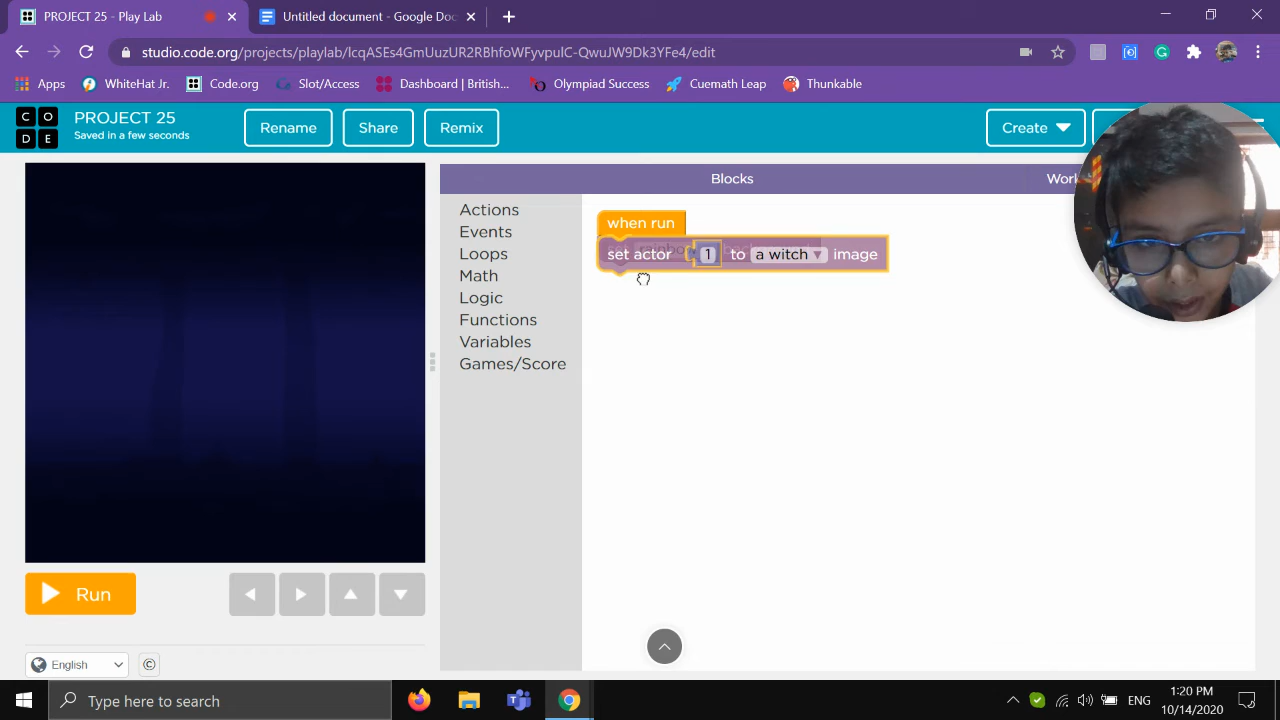 PROJECT 25 - Play Lab
Untitled document - Google Doc
studio.code.org/projects/playlab/lcqASEs4GmUuzUR2RBhfoWFyvpulC-QwuJW9Dk3YFe4/edit
Apps
WhiteHat Jr.
Code.org
Slot/Access
Dashboard | British...
Olympiad Success
Cuemath Leap
Thunkable
CODE
PROJECT 25
Saved in a few seconds
Rename
Share
Remix
Create
Blocks
Work
Actions
Events
Loops
Math
Logic
Functions
Variables
Games/Score
when run
set actor 1 to a witch image
Run
English
©
Type here to search
ENG
1:20 PM
10/14/2020